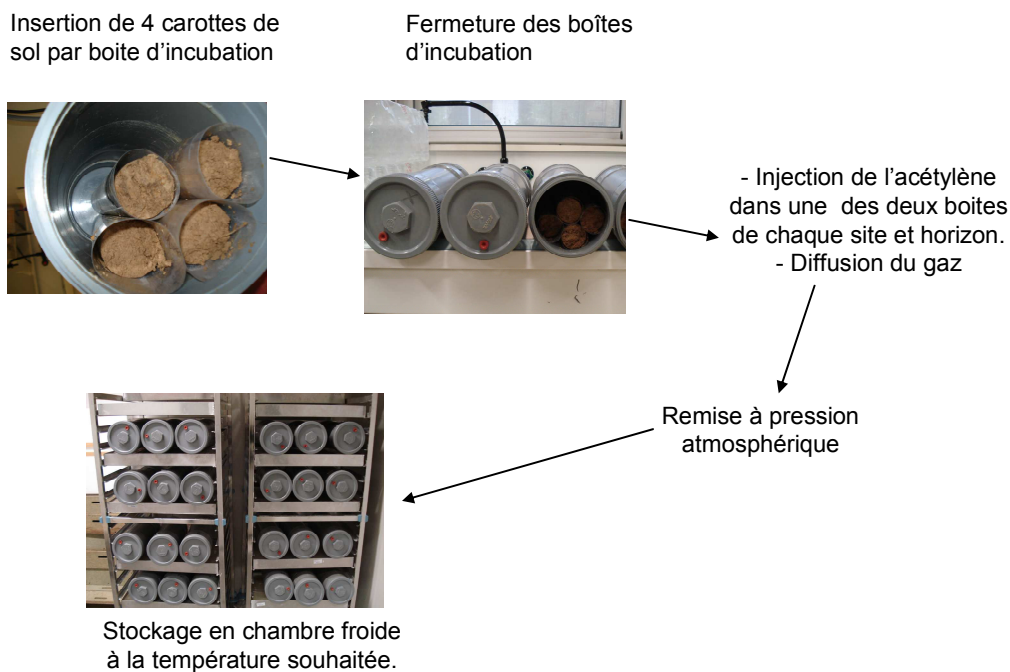 Insertion de 4 carottes de
sol par boite d’incubation
Fermeture des boîtes
d’incubation
- Injection de l’acétylène
dans une des deux boites
de chaque site et horizon.
- Diffusion du gaz
Remise à pression
atmosphérique
Stockage en chambre froide
à la température souhaitée.